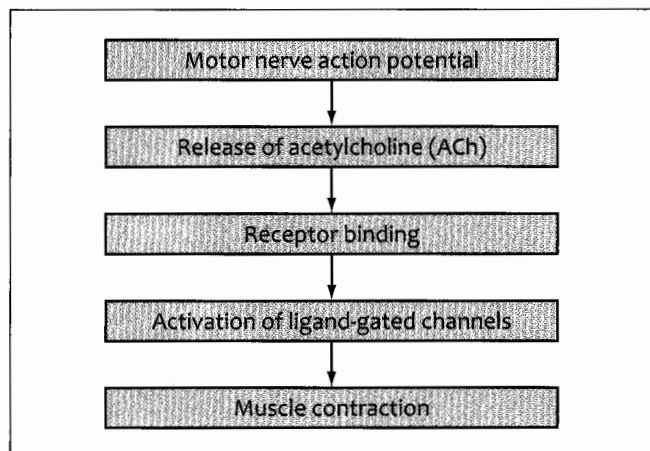 Motor nerve action potential
Release of acetylcholine (ACh)
Receptor binding
Activation of ligand-gated channels
Muscle contraction